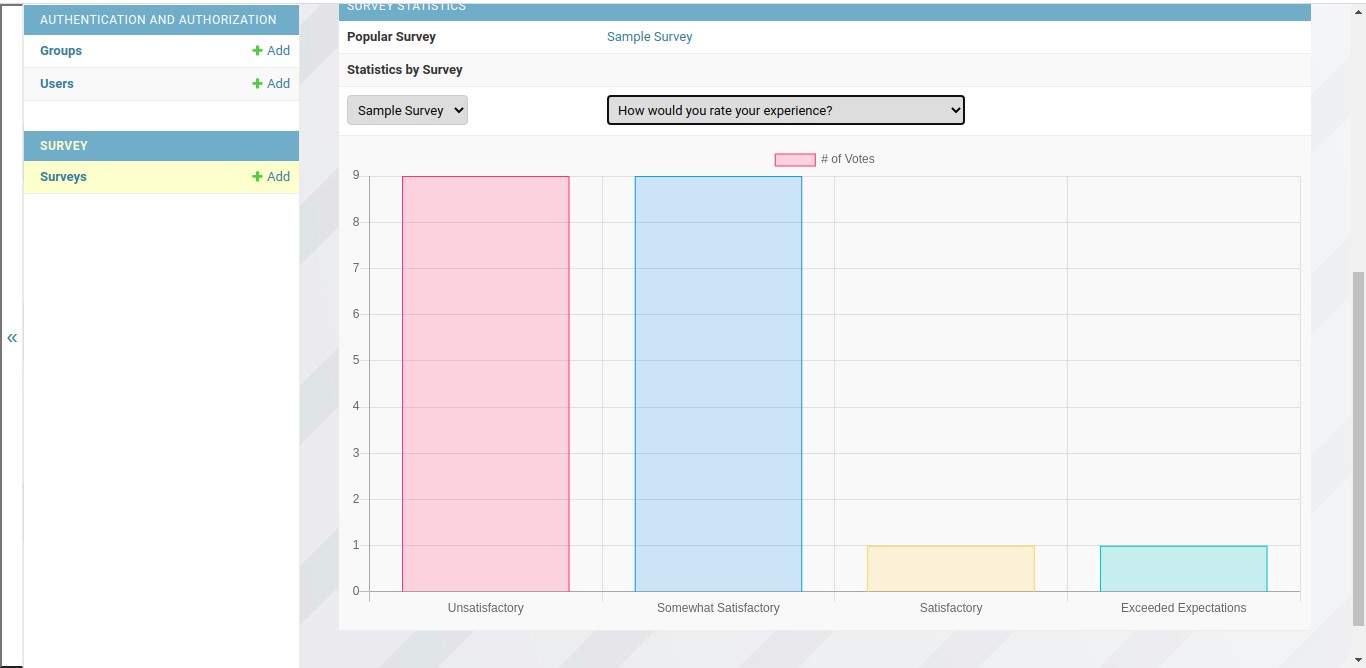 AUTHENTICATION AND AUTHORIZATION
Groups + Add
Users + Add
SURVEY
Surveys + Add
«
SURVEY STATISTICS
Popular Survey Sample Survey
Statistics by Survey
Sample Survey How would you rate your experience?
# of Votes
9
8
7
6
5
4
3
2
1
0
Unsatisfactory Somewhat Satisfactory Satisfactory Exceeded Expectations